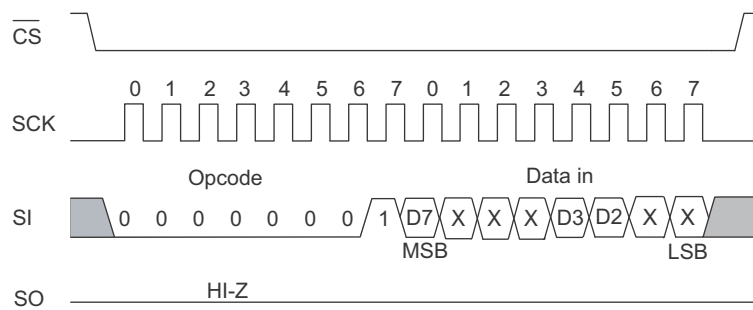 CS
0 1 2 3 4 5 6 7 0 1 2 3 4 5 6 7
SCK
Opcode Data in
SI 0 0 0 0 0 0 0 1 D7 X X X D3 D2 X X
MSB LSB
HI-Z
SO